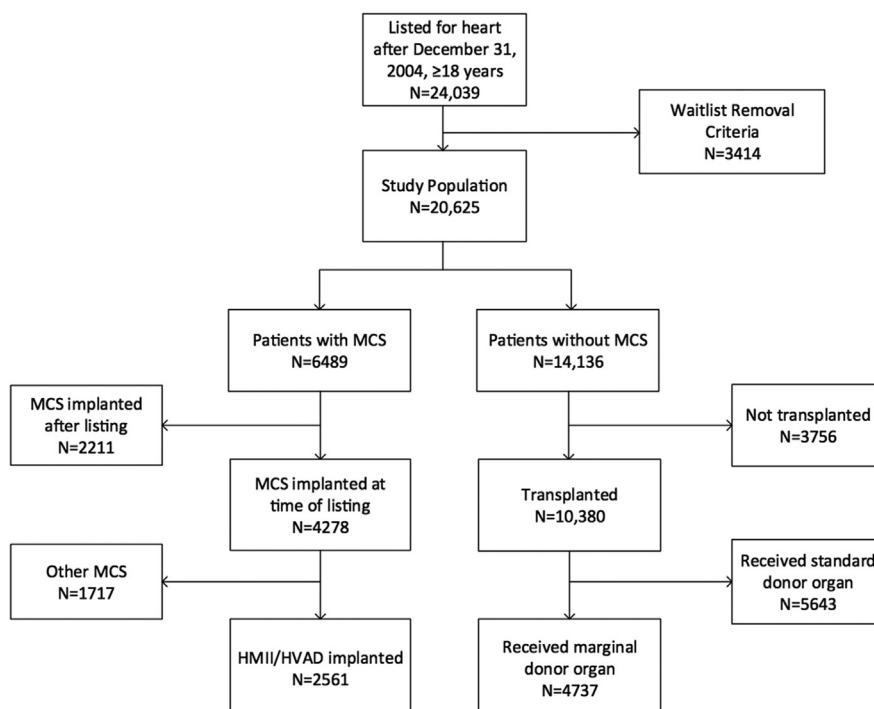 Listed for heart
after December 31,
2004, ≥18 years
N=24,039
Waitlist Removal
Criteria
N=3414
Study Population
N=20,625
Patients with MCS
N=6489
Patients without MCS
N=14,136
MCS implanted
after listing
N=2211
Not transplanted
N=3756
MCS implanted at
time of listing
N=4278
Transplanted
N=10,380
Other MCS
N=1717
Received standard
donor organ
N=5643
HMII/HVAD implanted
N=2561
Received marginal
donor organ
N=4737